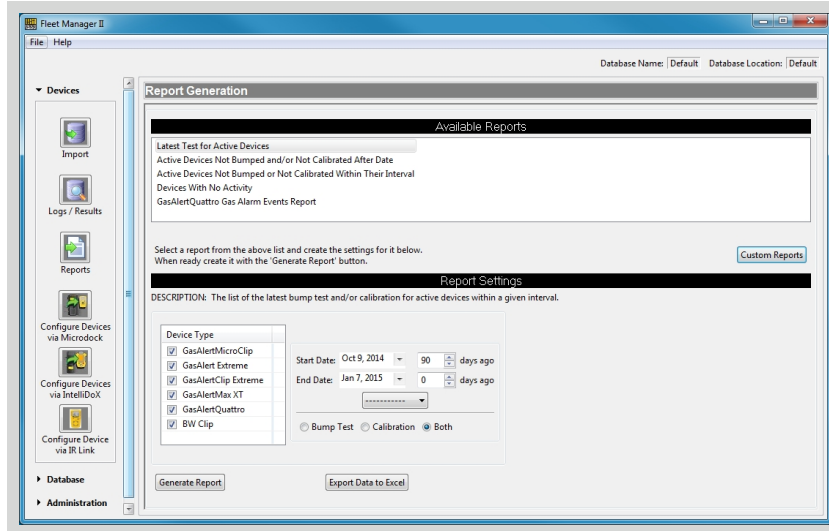 Fleet Manager II
File Help
Database Name: Default Database Location: Default
Devices
Import
Logs / Results
Reports
Configure Devices
via Microdock
Configure Devices
via IntelliDoX
Configure Device
via IR Link
Database
Administration
Report Generation
Available Reports
Latest Test for Active Devices
Active Devices Not Bumped and/or Not Calibrated After Date
Active Devices Not Bumped or Not Calibrated Within Their Interval
Devices With No Activity
GasAlertQuattro Gas Alarm Events Report
Select a report from the above list and create the settings for it below.
When ready create it with the 'Generate Report' button.
Custom Reports
Report Settings
DESCRIPTION: The list of the latest bump test and/or calibration for active devices within a given interval.
Device Type
GasAlertMicroClip
GasAlert Extreme
GasAlertClip Extreme
GasAlertMax XT
GasAlertQuattro
BW Clip
Start Date: Oct 9, 2014 90 days ago
End Date: Jan 7, 2015 0 days ago
-----------
Bump Test Calibration Both
Generate Report Export Data to Excel